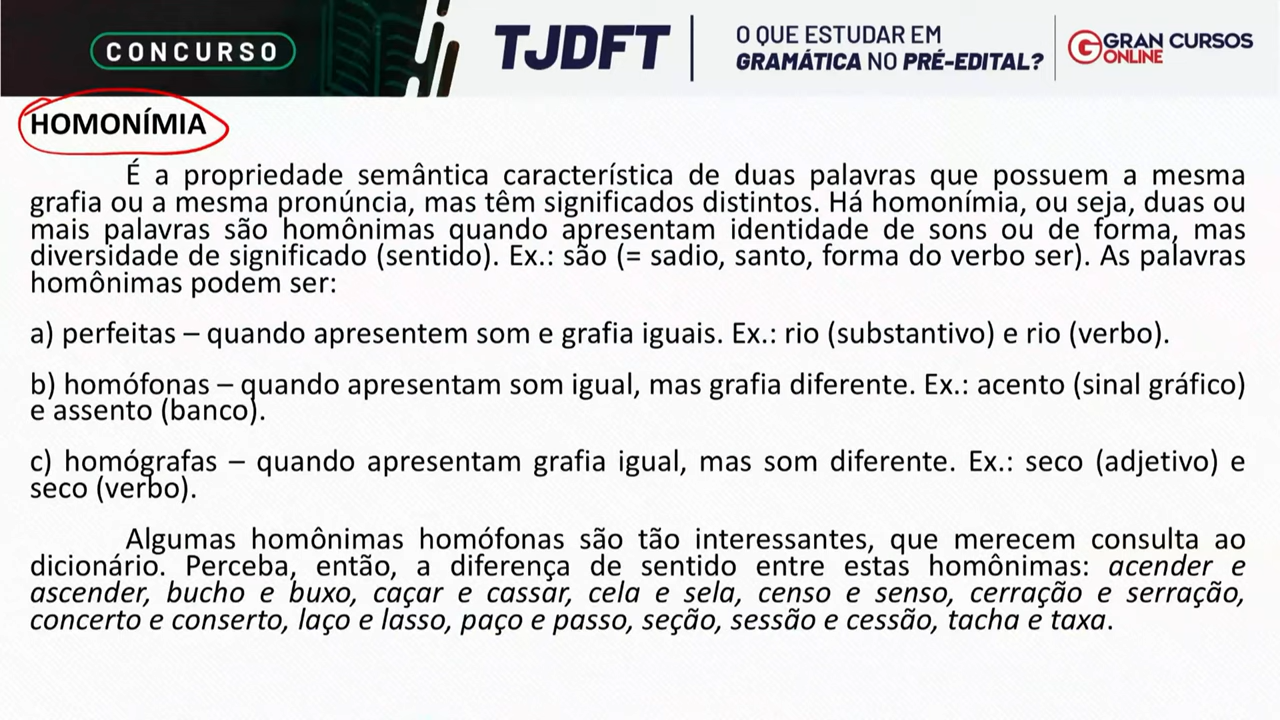 CONCURSO
TJDFT
O QUE ESTUDAR EM
GRAMÁTICA NO PRÉ-EDITAL?
GRAN CURSOS
ONLINE
HOMONÍMIA
É a propriedade semântica característica de duas palavras que possuem a mesma
grafia ou a mesma pronúncia, mas têm significados distintos. Há homonímia, ou seja, duas ou
mais palavras são homônimas quando apresentam identidade de sons ou de forma, mas
diversidade de significado (sentido). Ex.: são (= sadio, santo, forma do verbo ser). As palavras
homônimas podem ser:
a) perfeitas – quando apresentem som e grafia iguais. Ex.: rio (substantivo) e rio (verbo).
b) homófonas – quando apresentam som igual, mas grafia diferente. Ex.: acento (sinal gráfico)
e assento (banco).
c) homógrafas – quando apresentam grafia igual, mas som diferente. Ex.: seco (adjetivo) e
seco (verbo).
Algumas homônimas homófonas são tão interessantes, que merecem consulta ao
dicionário. Perceba, então, a diferença de sentido entre estas homônimas: acender e
ascender, bucho e buxo, caçar e cassar, cela e sela, censo e senso, cerração e serração,
concerto e conserto, laço e lasso, paço e passo, seção, sessão e cessão, tacha e taxa.